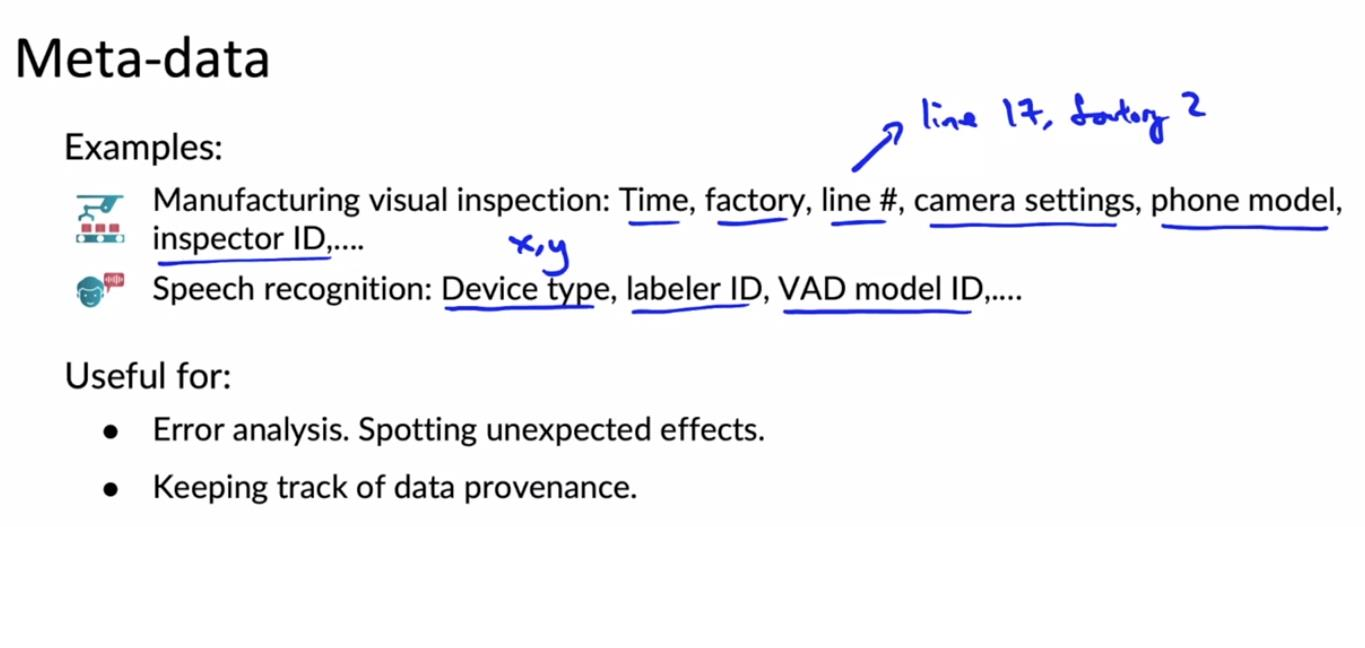 Meta-data
line 17, factory 2
Examples:
Manufacturing visual inspection: Time, factory, line #, camera settings, phone model,
inspector ID,....
x,y
Speech recognition: Device type, labeler ID, VAD model ID,....
Useful for:
● Error analysis. Spotting unexpected effects.
● Keeping track of data provenance.